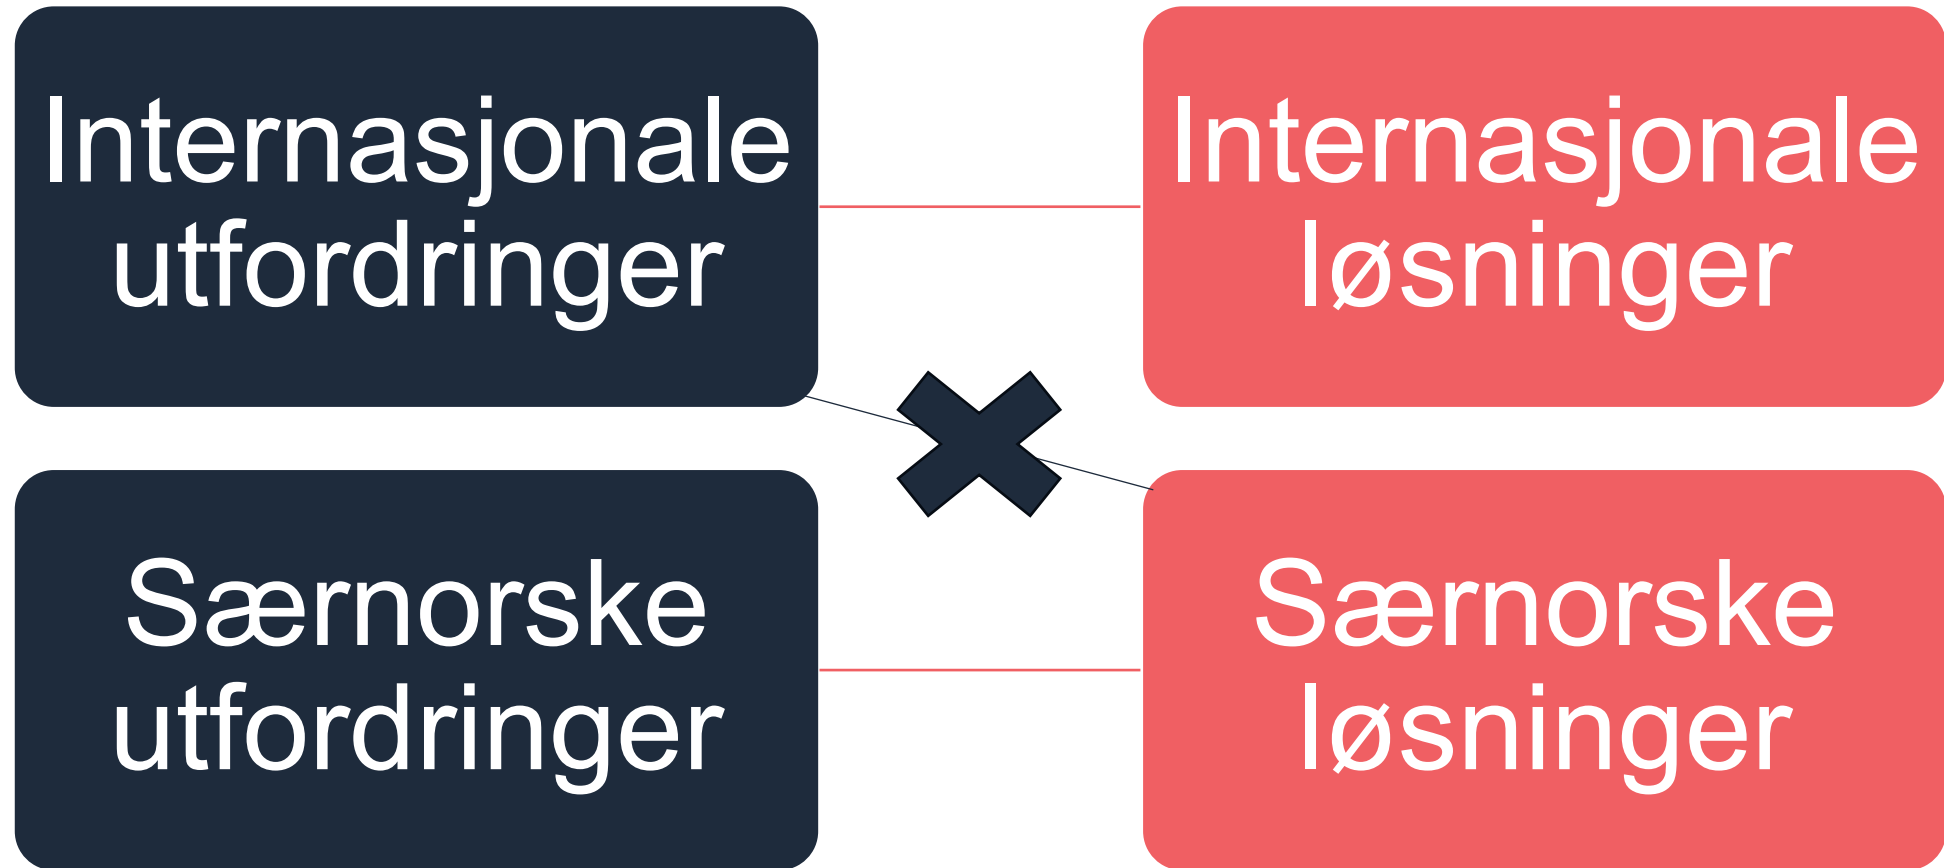 Internasjonale
utfordringer
Internasjonale
løsninger
Særnorske
utfordringer
Særnorske
løsninger